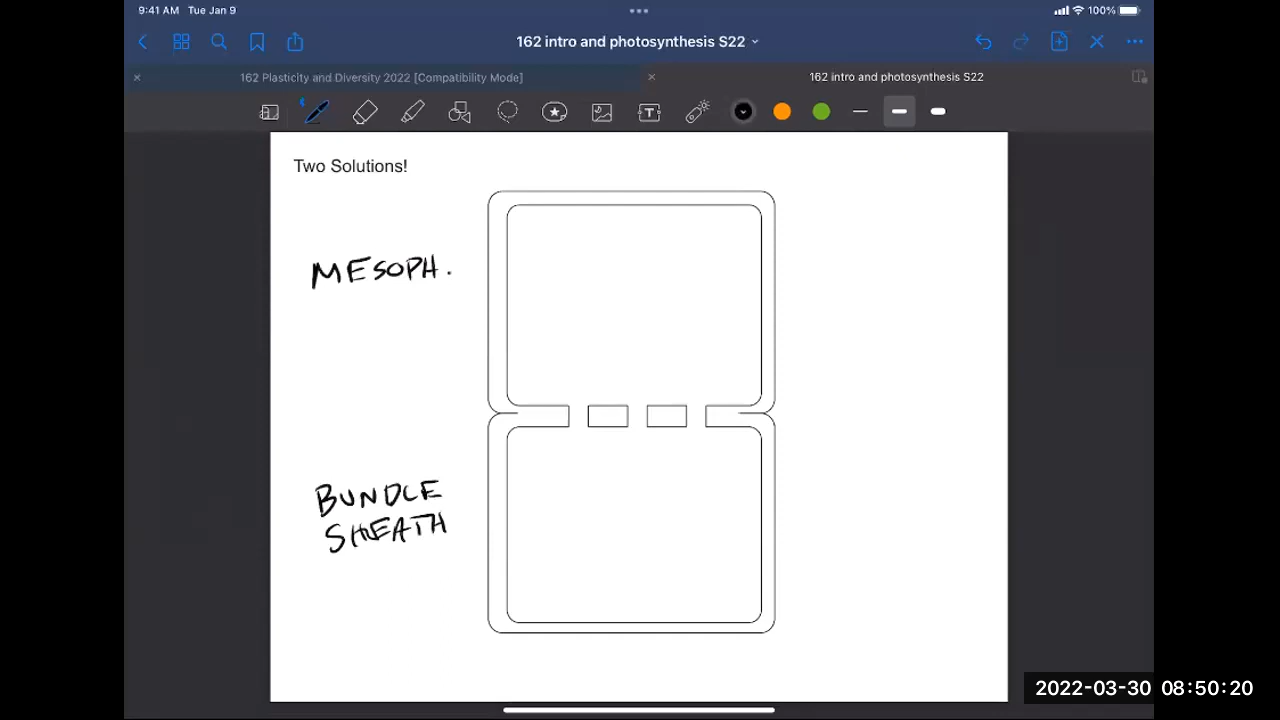 9:41 AM Tue Jan 9
100%
162 intro and photosynthesis S22
162 Plasticity and Diversity 2022 [Compatibility Mode]
162 intro and photosynthesis S22
T
Two Solutions!
MESOPH.
BUNDLE
SHEATH
2022-03-30 08:50:20